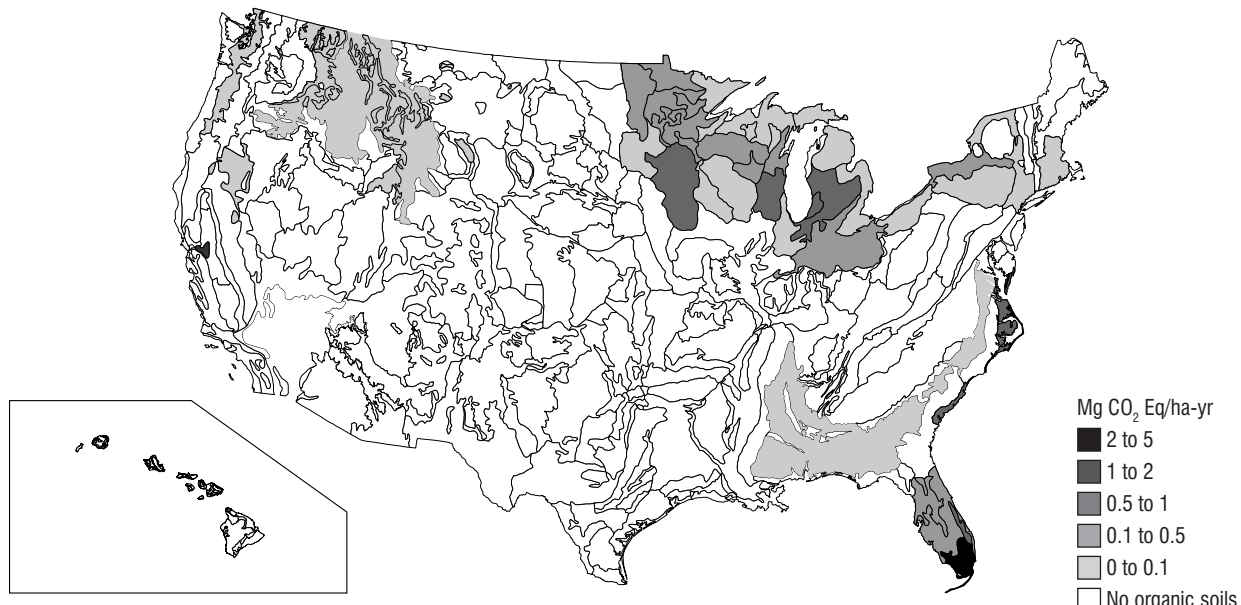 Mg CO₂ Eq/ha-yr
2 to 5
1 to 2
0.5 to 1
0.1 to 0.5
0 to 0.1
No organic soils